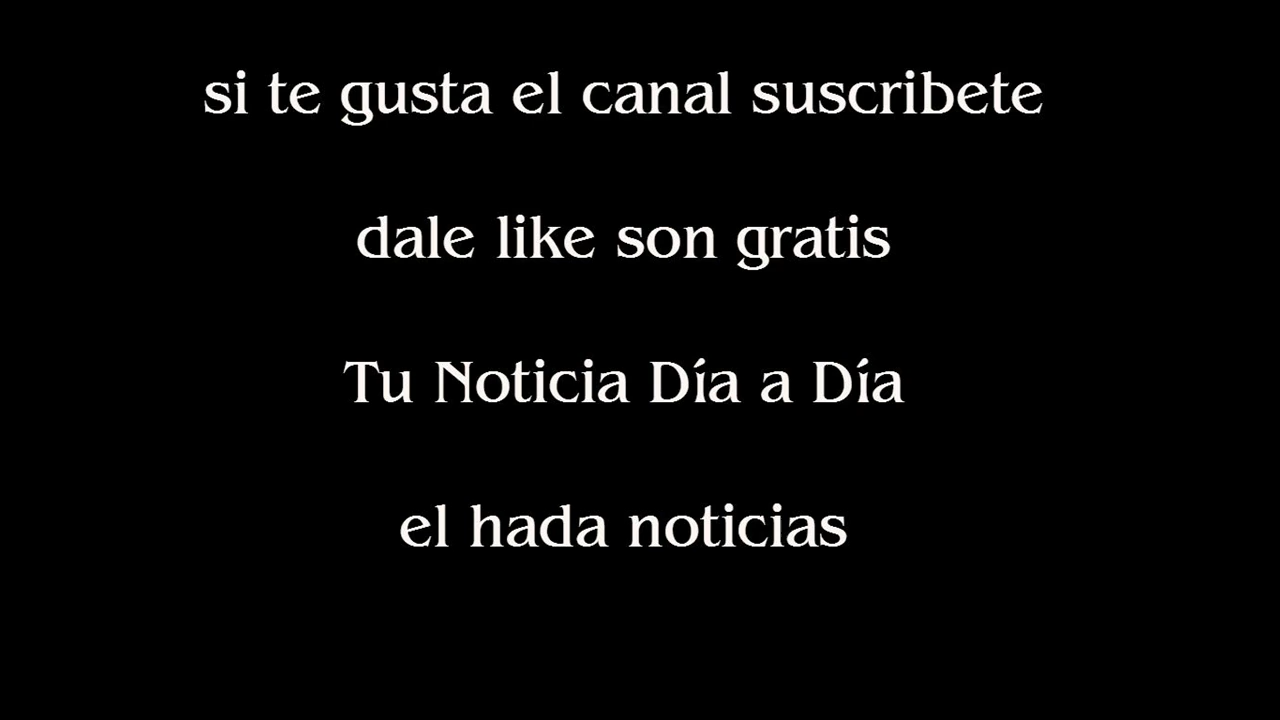 si te gusta el canal suscribete
dale like son gratis
Tu Noticia Día a Día
el hada noticias